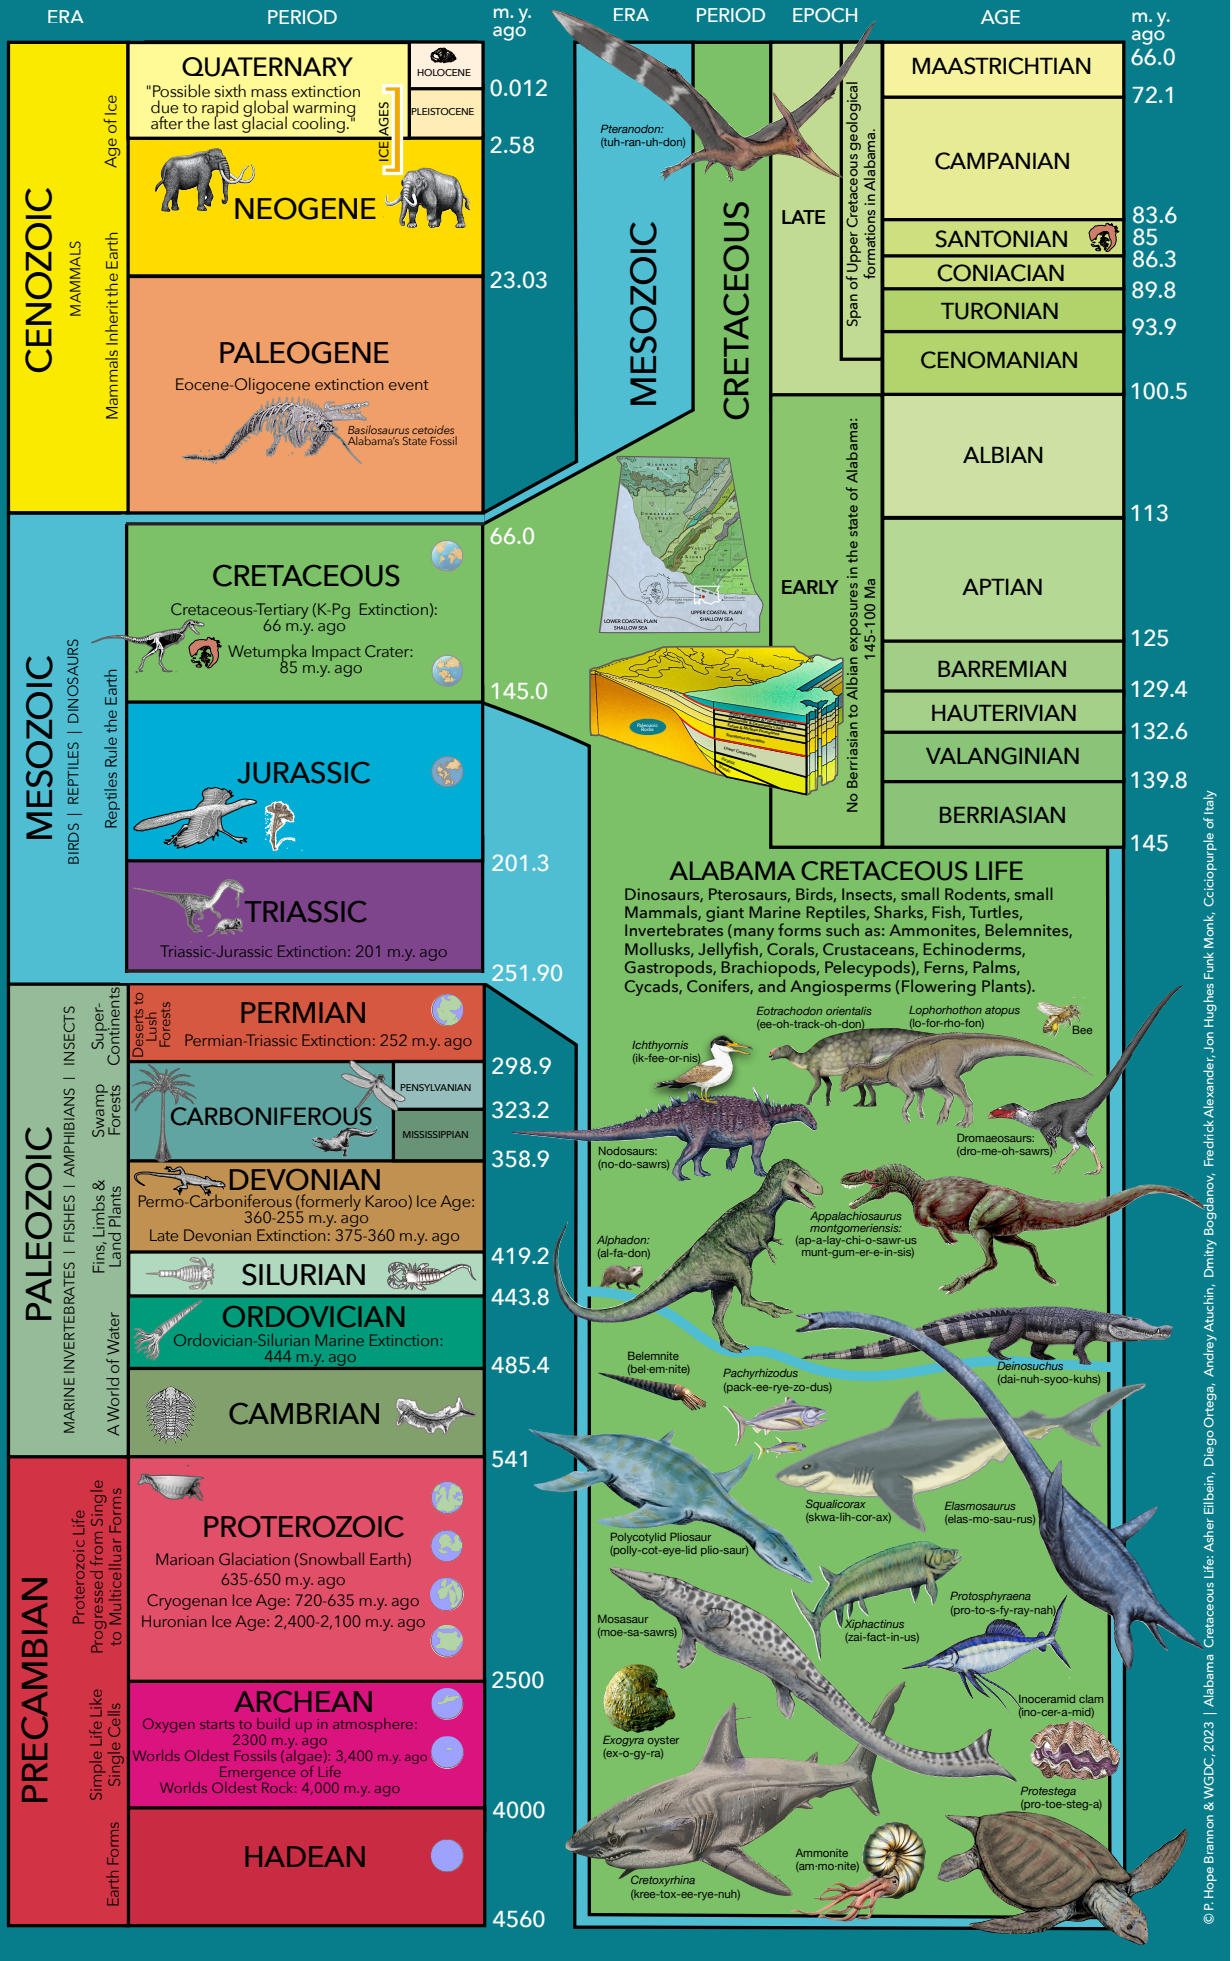 ERA
PERIOD
m. y.
ago
CENOZOIC
MAMMALS
Age of Ice
Mammals Inherit the Earth
QUATERNARY
"Possible sixth mass extinction
due to rapid global warming
after the last glacial cooling."
HOLOCENE
PLEISTOCENE
ICE AGES
0.012
2.58
NEOGENE
23.03
PALEOGENE
Eocene-Oligocene extinction event
Basilosaurus cetoides
Alabama's State Fossil
66.0
MESOZOIC
BIRDS | REPTILES | DINOSAURS
Reptiles Rule the Earth
CRETACEOUS
Cretaceous-Tertiary (K-Pg Extinction):
66 m.y. ago
Wetumpka Impact Crater:
85 m.y. ago
145.0
JURASSIC
201.3
TRIASSIC
Triassic-Jurassic Extinction: 201 m.y. ago
251.90
PALEOZOIC
MARINE INVERTEBRATES | FISHES | AMPHIBIANS | INSECTS
Super-
Continents
Deserts to
Lush
Forests
PERMIAN
Permian-Triassic Extinction: 252 m.y. ago
298.9
Swamp
Forests
CARBONIFEROUS
PENSYLVANIAN
323.2
MISSISSIPPIAN
358.9
Fins, Limbs &
Land Plants
DEVONIAN
Permo-Carboniferous (formerly Karoo) Ice Age:
360-255 m.y. ago
Late Devonian Extinction: 375-360 m.y. ago
419.2
SILURIAN
443.8
A World of Water
ORDOVICIAN
Ordovician-Silurian Marine Extinction:
444 m.y. ago
485.4
CAMBRIAN
541
PRECAMBIAN
Proterozoic Life
Progressed from Single
to Multicelluar Forms
PROTEROZOIC
Marioan Glaciation (Snowball Earth)
635-650 m.y. ago
Cryogenan Ice Age: 720-635 m.y. ago
Huronian Ice Age: 2,400-2,100 m.y. ago
2500
Simple Life Like
Single Cells
ARCHEAN
Oxygen starts to build up in atmosphere:
2300 m.y. ago
Worlds Oldest Fossils (algae): 3,400 m.y. ago
Emergence of Life
Worlds Oldest Rock: 4,000 m.y. ago
4000
Earth Forms
HADEAN
4560
ERA
PERIOD
EPOCH
AGE
m. y.
ago
MESOZOIC
CRETACEOUS
Pteranodon:
(tuh-ran-uh-don)
LATE
Span of Upper Cretaceous geological
formations in Alabama.
66.0
MAASTRICHTIAN
72.1
CAMPANIAN
83.6
SANTONIAN
85
86.3
CONIACIAN
89.8
TURONIAN
93.9
CENOMANIAN
100.5
EARLY
No Berriasian to Albian exposures in the state of Alabama:
145-100 Ma
ALBIAN
113
APTIAN
125
BARREMIAN
129.4
HAUTERIVIAN
132.6
VALANGINIAN
139.8
BERRIASIAN
145
UPPER COASTAL PLAIN
SHALLOW SEA
LOWER COASTAL PLAIN
SHALLOW SEA
Paleozoic
Rocks
ALABAMA CRETACEOUS LIFE
Dinosaurs, Pterosaurs, Birds, Insects, small Rodents, small
Mammals, giant Marine Reptiles, Sharks, Fish, Turtles,
Invertebrates (many forms such as: Ammonites, Belemnites,
Mollusks, Jellyfish, Corals, Crustaceans, Echinoderms,
Gastropods, Brachiopods, Pelecypods), Ferns, Palms,
Cycads, Conifers, and Angiosperms (Flowering Plants).
Eotrachodon orientalis
(ee-oh-track-oh-don)
Lophorhothon atopus
(lo-for-rho-fon)
Bee
Ichthyornis
(ik-fee-or-nis)
Nodosaurs:
(no-do-sawrs)
Dromaeosaurs:
(dro-me-oh-sawrs)
Appalachiosaurus
montgomeriensis:
(ap-a-lay-chi-o-sawr-us
munt-gum-er-e-in-sis)
Alphadon:
(al-fa-don)
Deinosuchus
(dai-nuh-syoo-kuhs)
Belemnite
(bel·em·nite)
Pachyrhizodus
(pack-ee-rye-zo-dus)
Squalicorax
(skwa-lih-cor-ax)
Elasmosaurus
(elas-mo-sau-rus)
Polycotylid Pliosaur
(polly-cot-eye-lid plio-saur)
Mosasaur
(moe-sa-sawrs)
Xiphactinus
(zai-fact-in-us)
Protosphyraena
(pro-to-s-fy-ray-nah)
Exogyra oyster
(ex-o-gy-ra)
Inoceramid clam
(ino-cer-a-mid)
Protestega
(pro-toe-steg-a)
Ammonite
(am·mo·nite)
Cretoxyrhina
(kree-tox-ee-rye-nuh)
© P. Hope Brannon & WGDC, 2023 | Alabama Cretaceous Life: Asher Eilbein, Diego Ortega, Andrey Atuchin, Dmitry Bogdanov, Fredrick Alexander, Jon Hughes Funk Monk, Ccicipurple of Italy